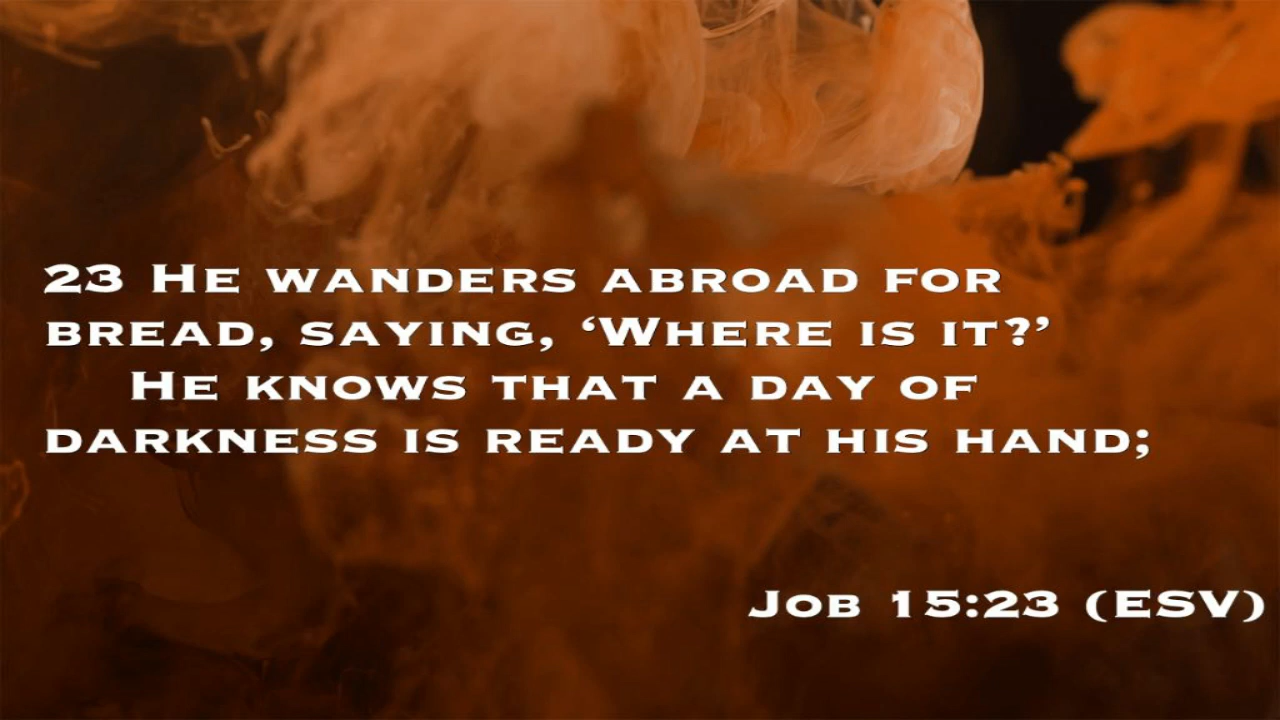 23 He wanders abroad for
bread, saying, ‘Where is it?’
He knows that a day of
darkness is ready at his hand;
Job 15:23 (ESV)